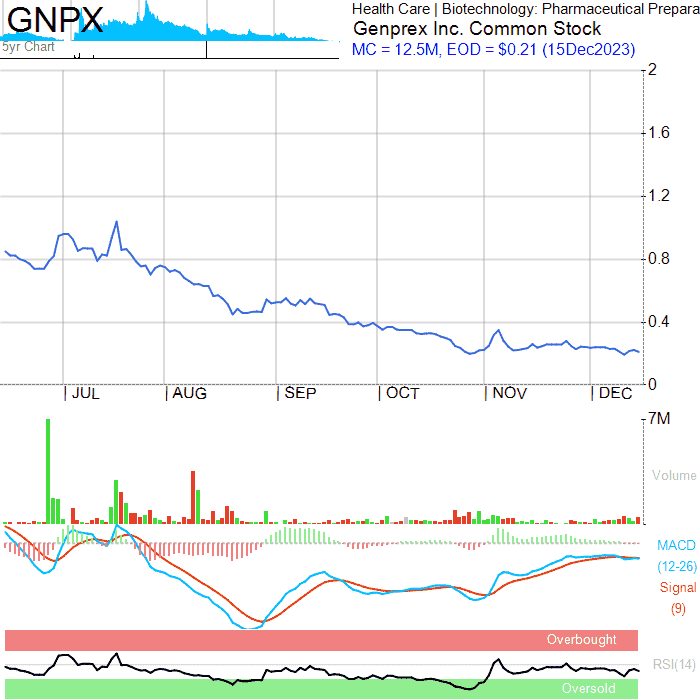 GNPX
5yr Chart
Health Care | Biotechnology: Pharmaceutical Prepara
Genprex Inc. Common Stock
MC = 12.5M, EOD = $0.21 (15Dec2023)
2
1.6
1.2
0.8
0.4
0
JUL
AUG
SEP
OCT
NOV
DEC
7M
Volume
MACD
(12-26)
Signal
(9)
Overbought
RSI(14)
Oversold